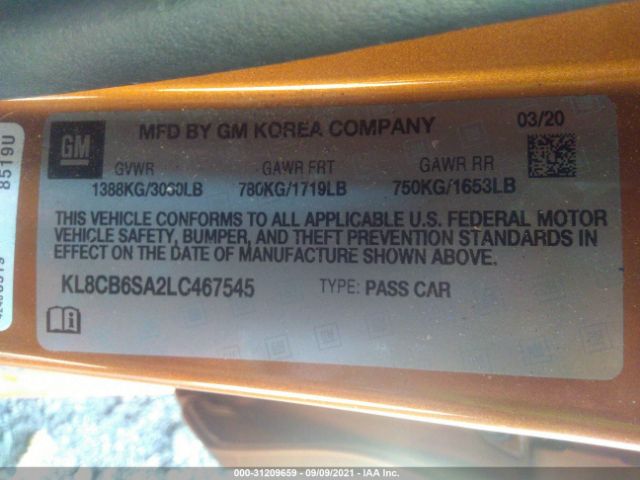 GM
MFD BY GM KOREA COMPANY
03/20
GVWR GAWR FRT GAWR RR
1388KG/3060LB 780KG/1719LB 750KG/1653LB
THIS VEHICLE CONFORMS TO ALL APPLICABLE U.S. FEDERAL MOTOR
VEHICLE SAFETY, BUMPER, AND THEFT PREVENTION STANDARDS IN
EFFECT ON THE DATE OF MANUFACTURE SHOWN ABOVE.
KL8CB6SA2LC467545 TYPE: PASS CAR
8519U
000-31209659 - 09/09/2021 - IAA Inc.